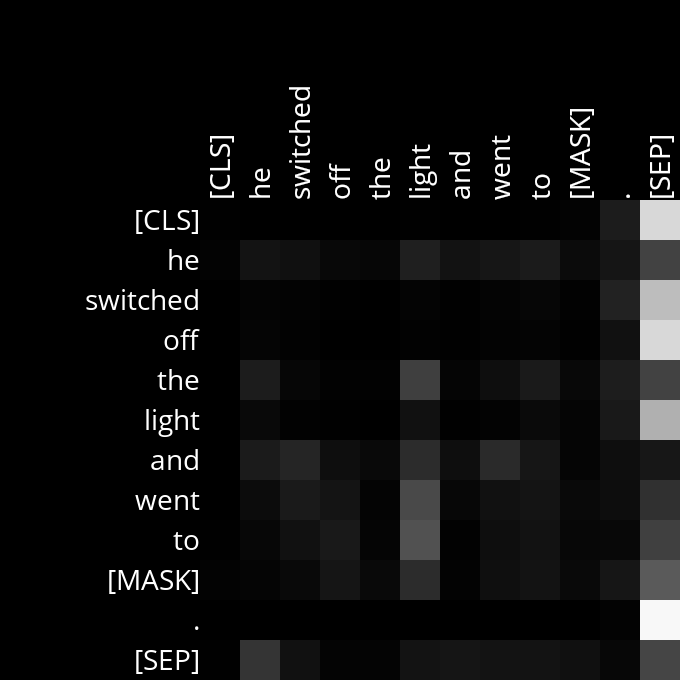 [CLS] he switched off the light and went to [MASK] . [SEP]
[CLS]
he
switched
off
the
light
and
went
to
[MASK]
.
[SEP]